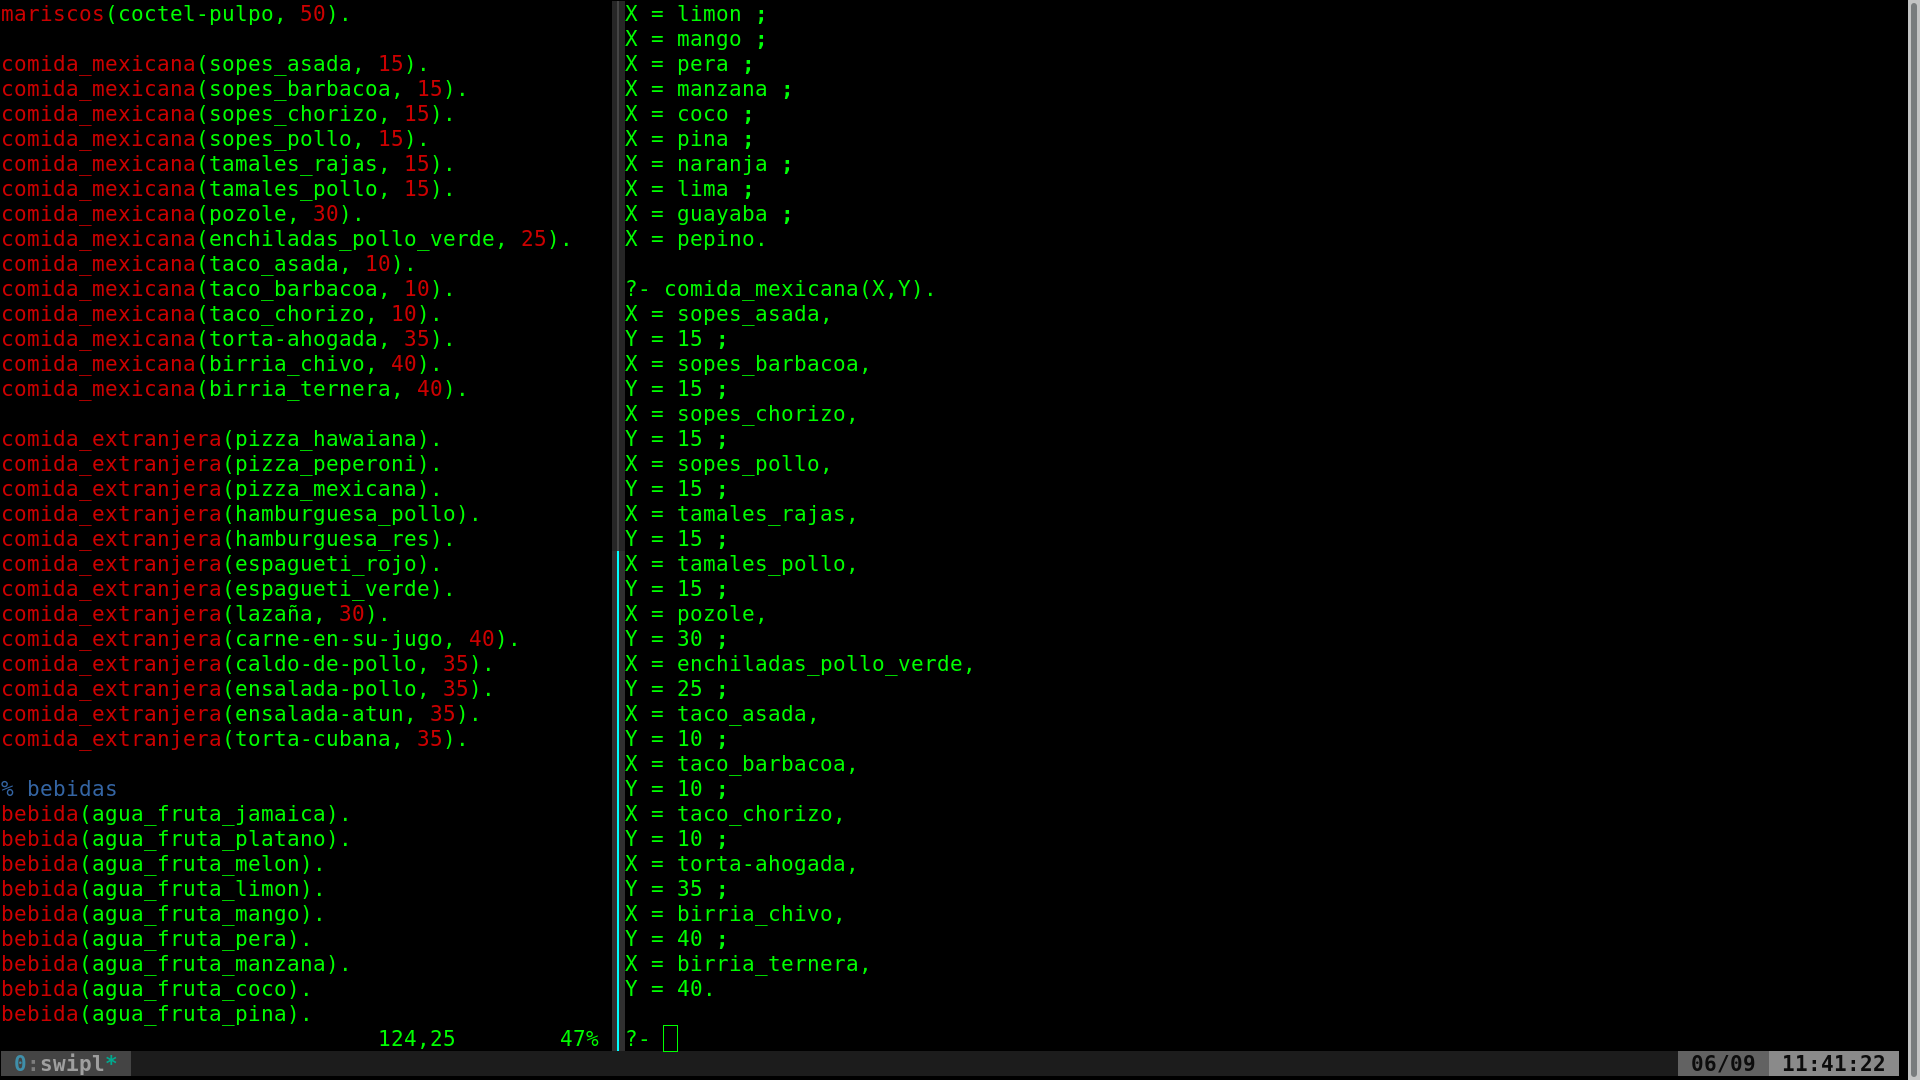 mariscos(coctel-pulpo, 50).
comida_mexicana(sopes_asada, 15).
comida_mexicana(sopes_barbacoa, 15).
comida_mexicana(sopes_chorizo, 15).
comida_mexicana(sopes_pollo, 15).
comida_mexicana(tamales_rajas, 15).
comida_mexicana(tamales_pollo, 15).
comida_mexicana(pozole, 30).
comida_mexicana(enchiladas_pollo_verde, 25).
comida_mexicana(taco_asada, 10).
comida_mexicana(taco_barbacoa, 10).
comida_mexicana(taco_chorizo, 10).
comida_mexicana(torta-ahogada, 35).
comida_mexicana(birria_chivo, 40).
comida_mexicana(birria_ternera, 40).
comida_extranjera(pizza_hawaiana).
comida_extranjera(pizza_peperoni).
comida_extranjera(pizza_mexicana).
comida_extranjera(hamburguesa_pollo).
comida_extranjera(hamburguesa_res).
comida_extranjera(espagueti_rojo).
comida_extranjera(espagueti_verde).
comida_extranjera(lazaña, 30).
comida_extranjera(carne-en-su-jugo, 40).
comida_extranjera(caldo-de-pollo, 35).
comida_extranjera(ensalada-pollo, 35).
comida_extranjera(ensalada-atun, 35).
comida_extranjera(torta-cubana, 35).
% bebidas
bebida(agua_fruta_jamaica).
bebida(agua_fruta_platano).
bebida(agua_fruta_melon).
bebida(agua_fruta_limon).
bebida(agua_fruta_mango).
bebida(agua_fruta_pera).
bebida(agua_fruta_manzana).
bebida(agua_fruta_coco).
bebida(agua_fruta_pina).
124,25 47%
X = limon ;
X = mango ;
X = pera ;
X = manzana ;
X = coco ;
X = pina ;
X = naranja ;
X = lima ;
X = guayaba ;
X = pepino.
?- comida_mexicana(X,Y).
X = sopes_asada,
Y = 15 ;
X = sopes_barbacoa,
Y = 15 ;
X = sopes_chorizo,
Y = 15 ;
X = sopes_pollo,
Y = 15 ;
X = tamales_rajas,
Y = 15 ;
X = tamales_pollo,
Y = 15 ;
X = pozole,
Y = 30 ;
X = enchiladas_pollo_verde,
Y = 25 ;
X = taco_asada,
Y = 10 ;
X = taco_barbacoa,
Y = 10 ;
X = taco_chorizo,
Y = 10 ;
X = torta-ahogada,
Y = 35 ;
X = birria_chivo,
Y = 40 ;
X = birria_ternera,
Y = 40.
?-
0:swipl* 06/09 11:41:22